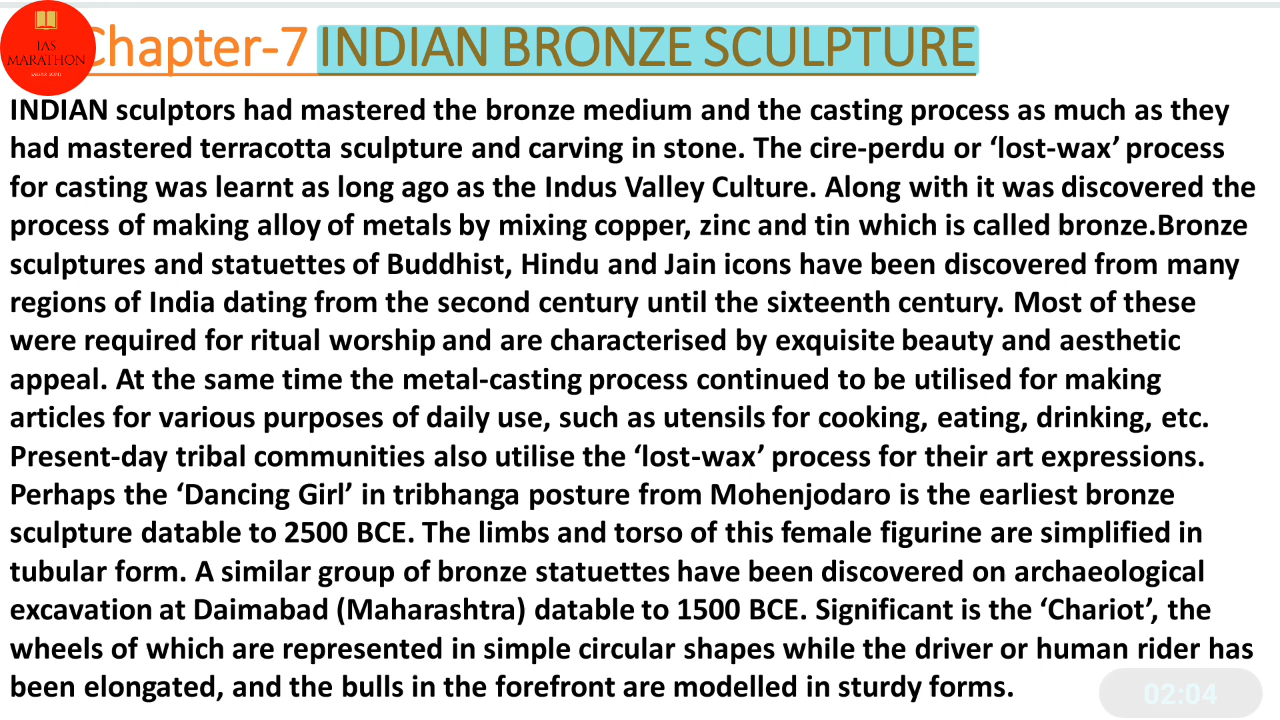 IAS
MARATHON
Chapter-7 INDIAN BRONZE SCULPTURE
INDIAN sculptors had mastered the bronze medium and the casting process as much as they
had mastered terracotta sculpture and carving in stone. The cire-perdu or ‘lost-wax’ process
for casting was learnt as long ago as the Indus Valley Culture. Along with it was discovered the
process of making alloy of metals by mixing copper, zinc and tin which is called bronze.Bronze
sculptures and statuettes of Buddhist, Hindu and Jain icons have been discovered from many
regions of India dating from the second century until the sixteenth century. Most of these
were required for ritual worship and are characterised by exquisite beauty and aesthetic
appeal. At the same time the metal-casting process continued to be utilised for making
articles for various purposes of daily use, such as utensils for cooking, eating, drinking, etc.
Present-day tribal communities also utilise the ‘lost-wax’ process for their art expressions.
Perhaps the ‘Dancing Girl’ in tribhanga posture from Mohenjodaro is the earliest bronze
sculpture datable to 2500 BCE. The limbs and torso of this female figurine are simplified in
tubular form. A similar group of bronze statuettes have been discovered on archaeological
excavation at Daimabad (Maharashtra) datable to 1500 BCE. Significant is the ‘Chariot’, the
wheels of which are represented in simple circular shapes while the driver or human rider has
been elongated, and the bulls in the forefront are modelled in sturdy forms.
02:04